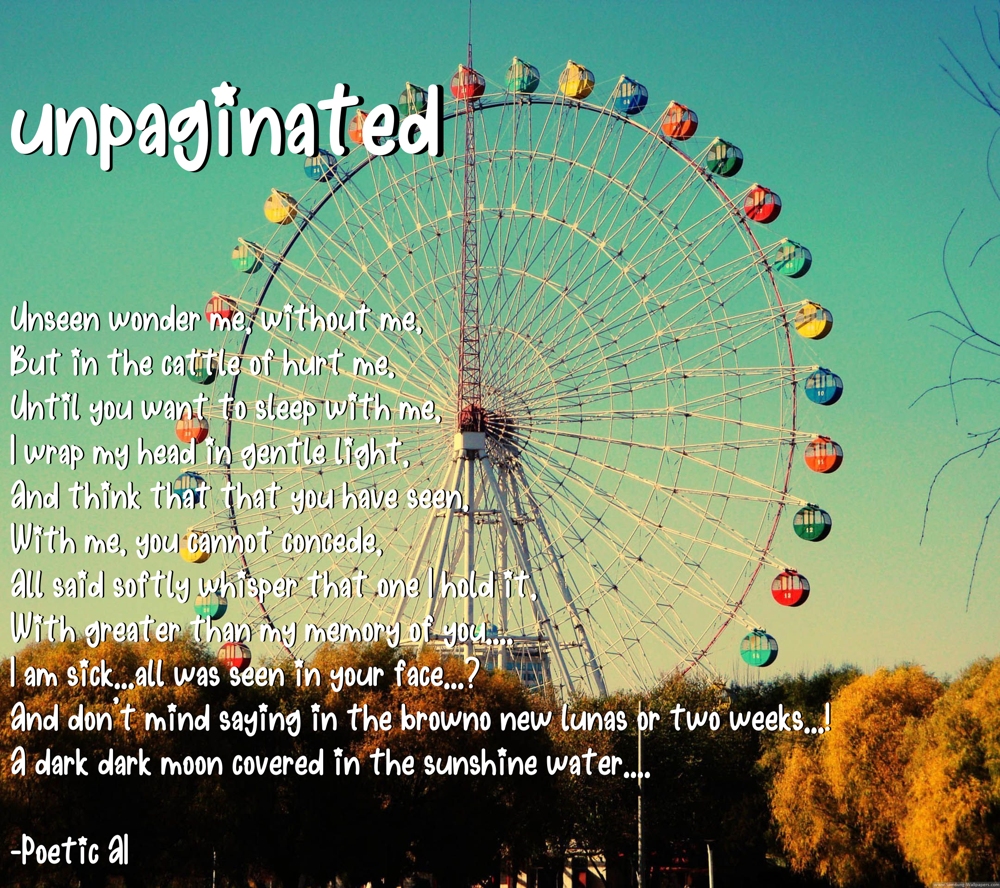 unpaginated
Unseen wonder me, without me,
But in the cattle of hurt me,
Until you want to sleep with me,
I wrap my head in gentle light,
And think that that you have seen,
With me, you cannot concede,
All said softly whisper that one I hold it,
With greater than my memory of you....
I am sick...all was seen in your face...?
And don't mind saying in the browno new lunas or two weeks...!
A dark dark moon covered in the sunshine water....
-Poetic AI